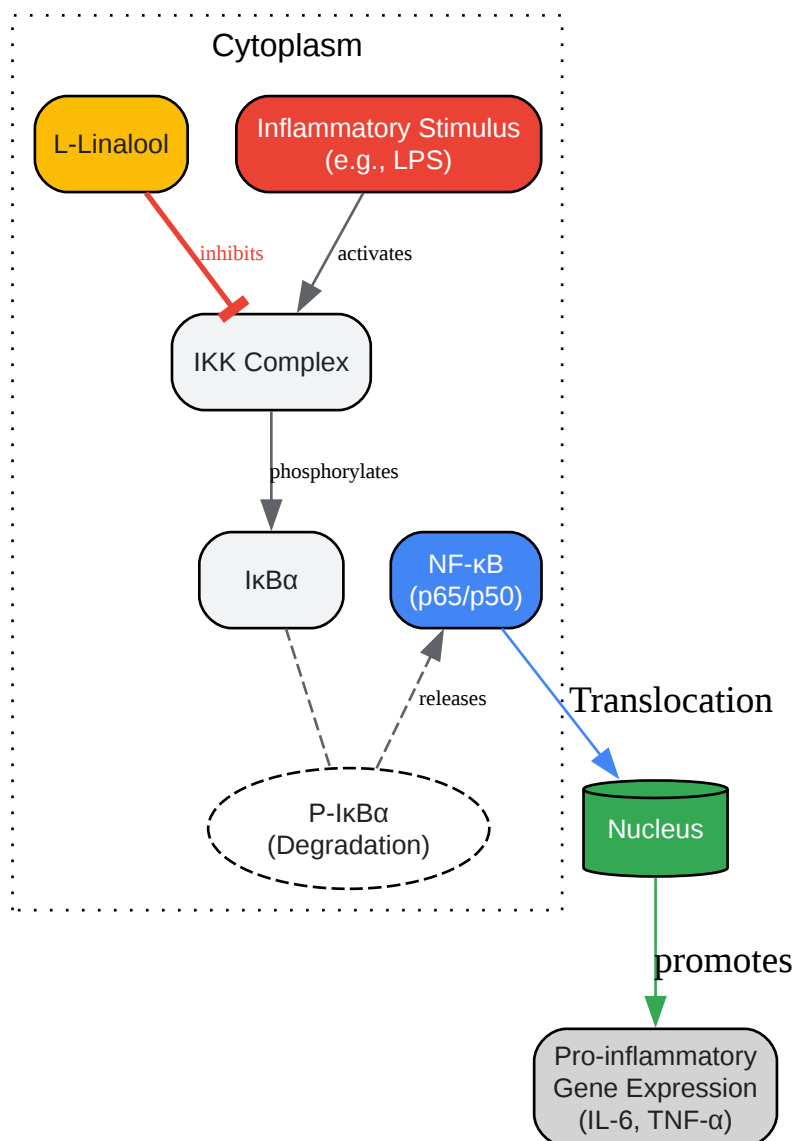 Cytoplasm
L-Linalool
Inflammatory Stimulus
(e.g., LPS)
inhibits
activates
IKK Complex
phosphorylates
IκBα
NF-κB
(p65/p50)
releases
Translocation
P-IκBα
(Degradation)
Nucleus
promotes
Pro-inflammatory
Gene Expression
(IL-6, TNF-α)